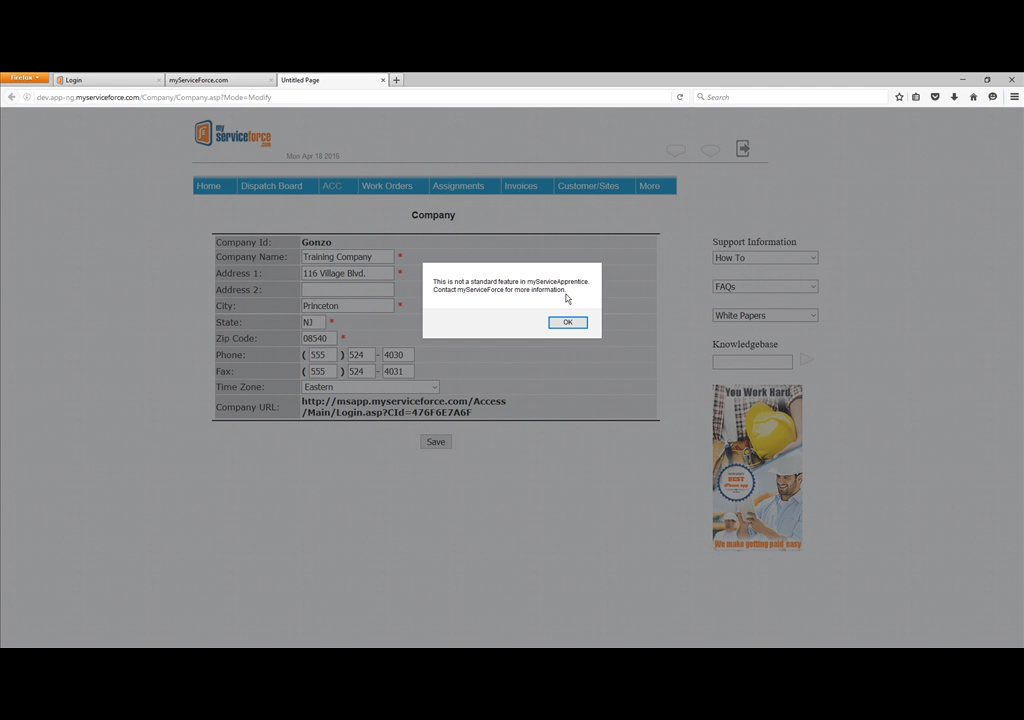 Firefox
Login
myServiceForce.com
Untitled Page
dev.app-ng.myserviceforce.com/Company/Company.asp?Mode=Modify
Search
my
serviceforce
.com
Mon Apr 18 2016
Home Dispatch Board ACC Work Orders Assignments Invoices Customer/Sites More
Company
Company Id: Gonzo
Company Name: Training Company *
Address 1: 116 Village Blvd. *
Address 2:
City: Princeton *
State: NJ *
Zip Code: 08540 *
Phone: ( 555 ) 524 - 4030
Fax: ( 555 ) 524 - 4031
Time Zone: Eastern
Company URL: http://msapp.myserviceforce.com/Access
/Main/Login.asp?CId=476F6E7A6F
Save
This is not a standard feature in myServiceApprentice.
Contact myServiceForce for more information.
OK
Support Information
How To
FAQs
White Papers
Knowledgebase
You Work Hard.
BEST
We make getting paid easy